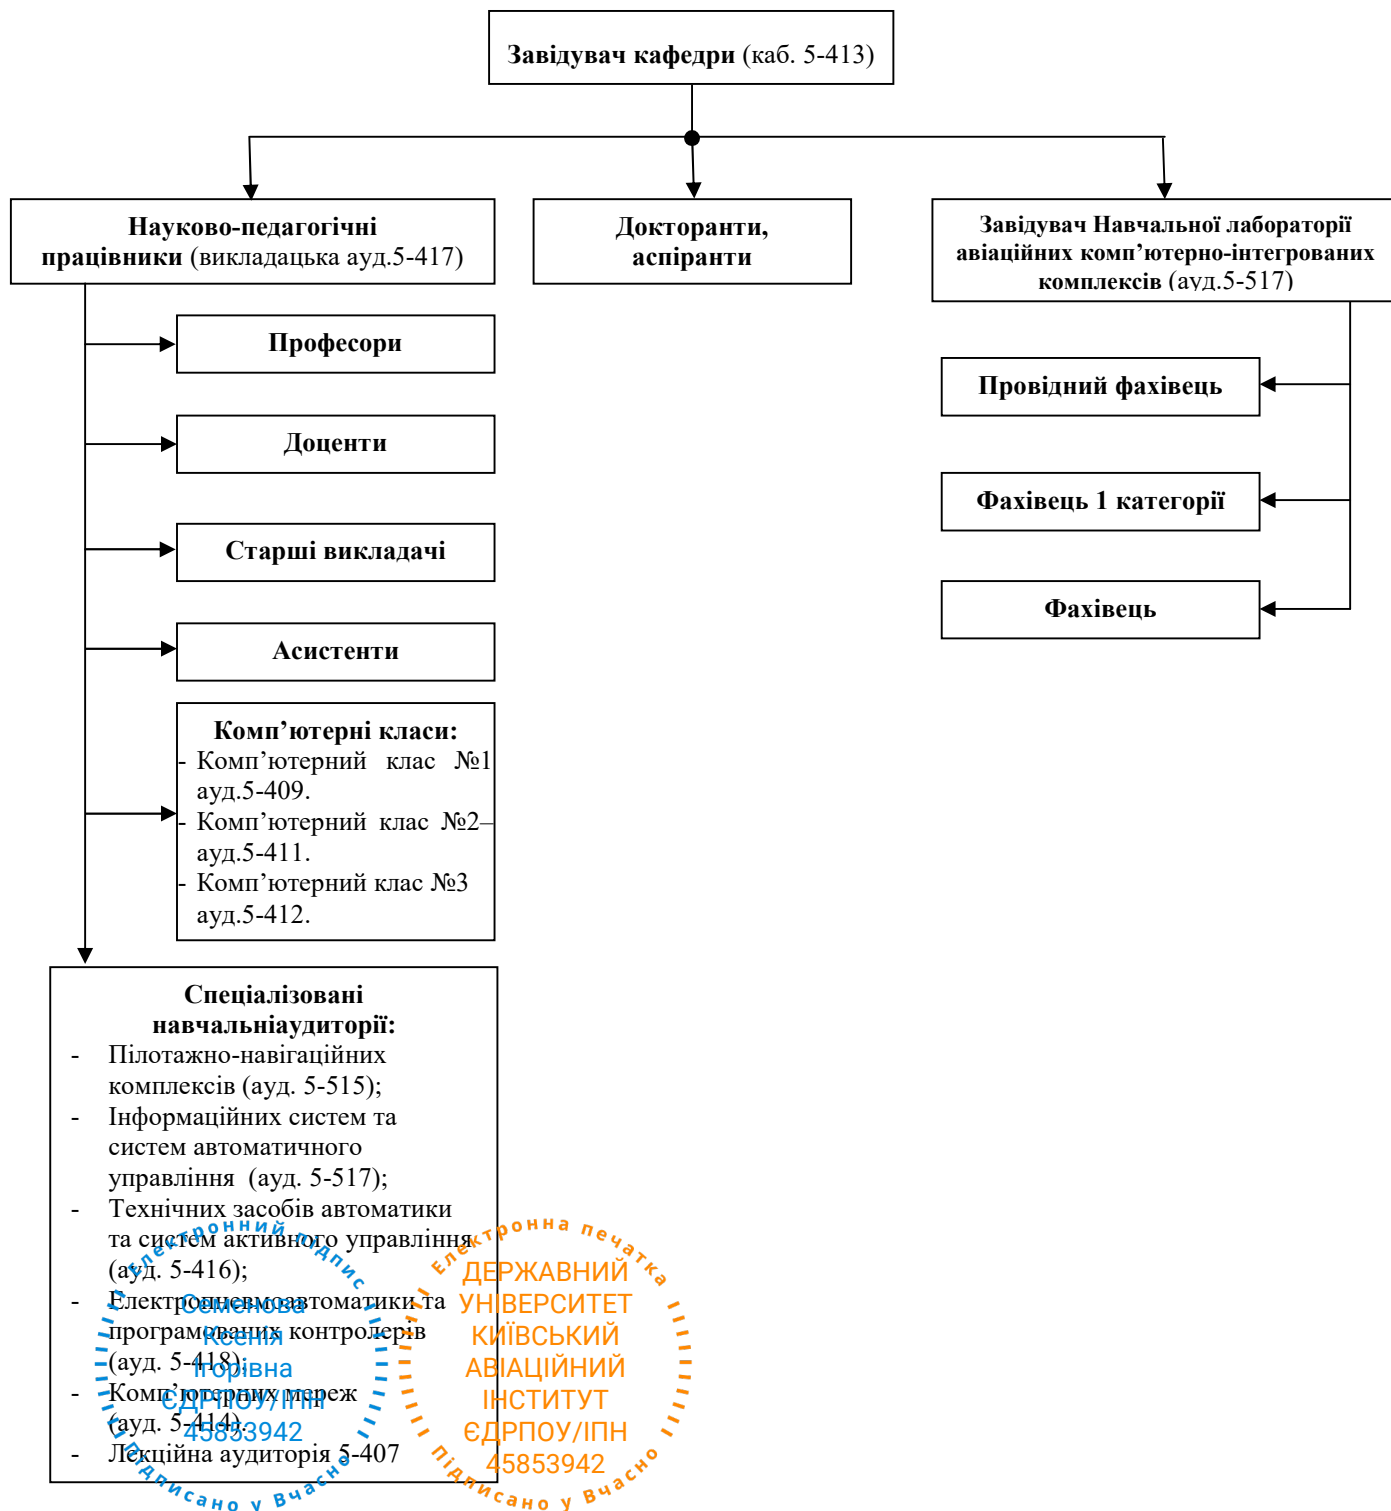 Завідувач кафедри (каб. 5-413)
Науково-педагогічні
працівники (викладацька ауд.5-417)
Докторанти,
аспіранти
Завідувач Навчальної лабораторії
авіаційних комп’ютерно-інтегрованих
комплексів (ауд.5-517)
Професори
Доценти
Старші викладачі
Асистенти
Провідний фахівець
Фахівець 1 категорії
Фахівець
Комп’ютерні класи:
- Комп’ютерний клас №1
ауд.5-409.
- Комп’ютерний клас №2–
ауд.5-411.
- Комп’ютерний клас №3
ауд.5-412.
Спеціалізовані
навчальніаудиторії:
- Пілотажно-навігаційних
комплексів (ауд. 5-515);
- Інформаційних систем та
систем автоматичного
управління (ауд. 5-517);
- Технічних засобів автоматики
та систем активного управління
(ауд. 5-416);
- Електропневмоавтоматики та
програмованих контролерів
(ауд. 5-418);
- Комп’ютерних мереж
(ауд. 5-414).
- Лекційна аудиторія 5-407
Електронний підпис
Семенова
Ксенія
Ігорівна
ЄДРПОУ/ІПН
45853942
Підписано у Вчасно
Електронна печатка
ДЕРЖАВНИЙ
УНІВЕРСИТЕТ
КИЇВСЬКИЙ
АВІАЦІЙНИЙ
ІНСТИТУТ
ЄДРПОУ/ІПН
45853942
Підписано у Вчасно